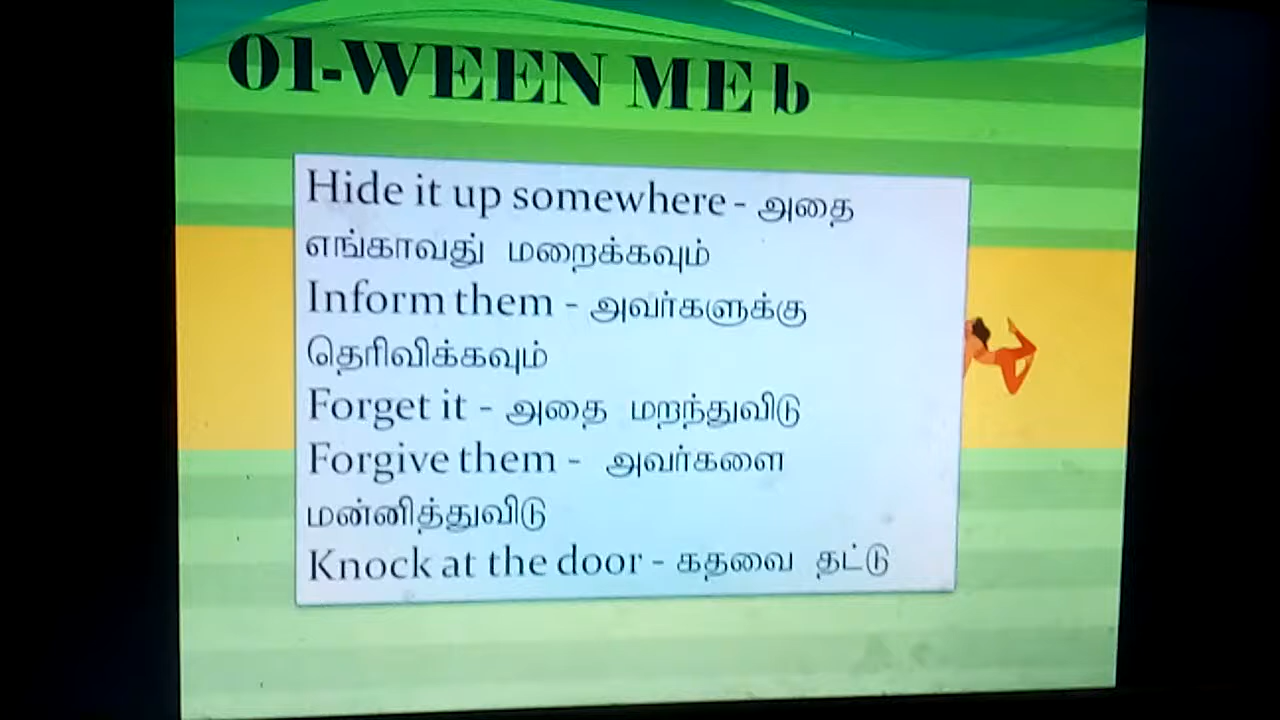 01-WEEN ME b
Hide it up somewhere - அதை
எங்காவது் மறைக்கவும்
Inform them - அவர்களுக்கு
தெரிவிக்கவும்
Forget it - அதை மறந்துவிடு
Forgive them - அவர்களை
மன்னித்துவிடு
Knock at the door - கதவை தட்டு